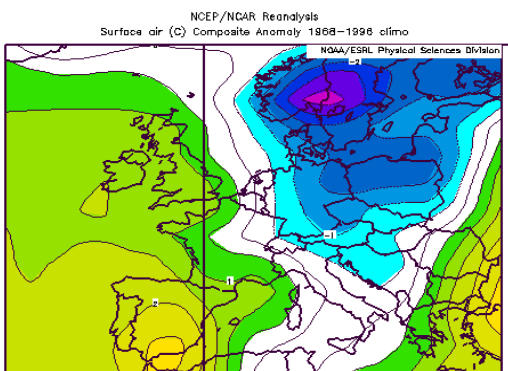 NCEP/NCAR Reanalysis
Surface air (C) Composite Anomaly 1968-1996 climo
NOAA/ESRL Physical Sciences Division
-2
-1
1
2